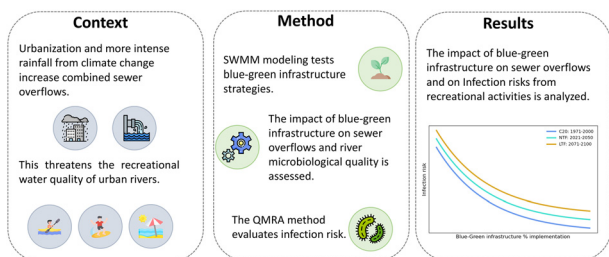 Context
Urbanization and more intense
rainfall from climate change
increase combined sewer
overflows.
This threatens the recreational
water quality of urban rivers.
Method
SWMM modeling tests
blue-green infrastructure
strategies.
The impact of blue-green
infrastructure on sewer
overflows and river
microbiological quality is
assessed.
The QMRA method
evaluates infection risk.
Results
The impact of blue-green
infrastructure on sewer overflows
and on Infection risks from
recreational activities is analyzed.
C20: 1971-2000
NTF: 2021-2050
LTF: 2071-2100
Infection risk
Blue-Green infrastructure % implementation